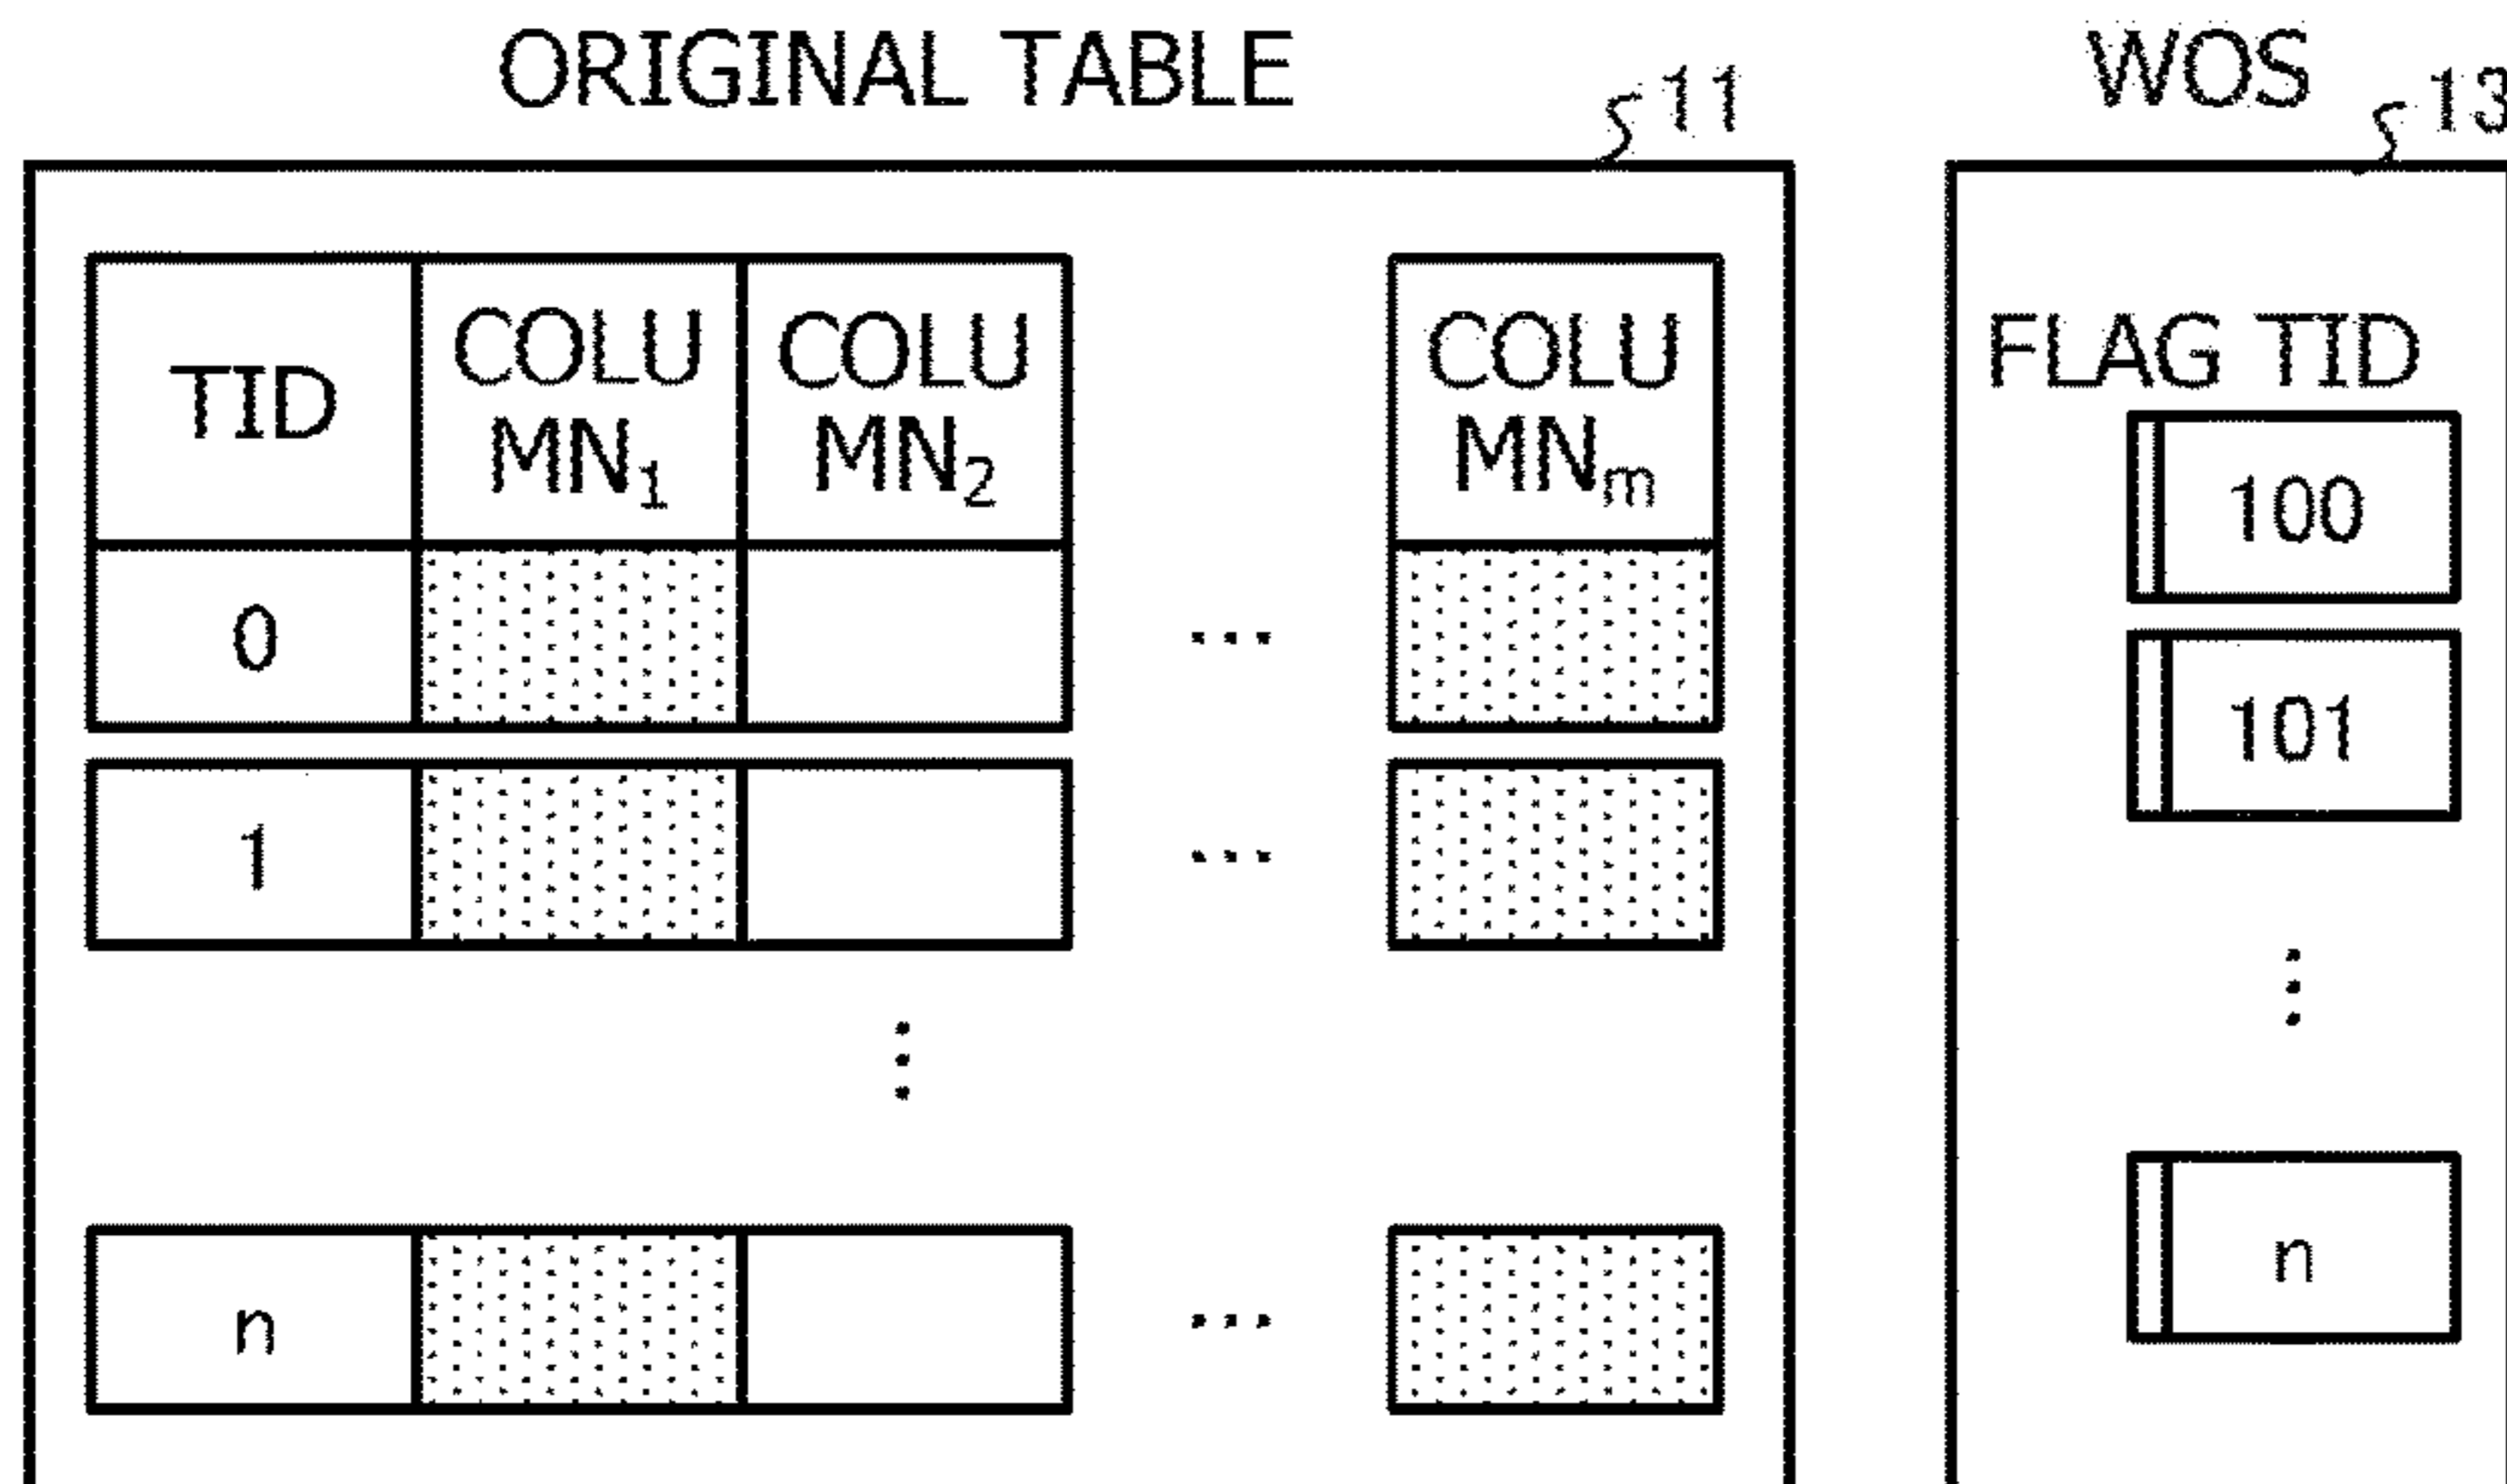 ORIGINAL TABLE
11
TID
COLU
MN1
COLU
MN2
COLU
MNm
0
...
1
...
n
...
WOS
13
FLAG TID
100
101
n